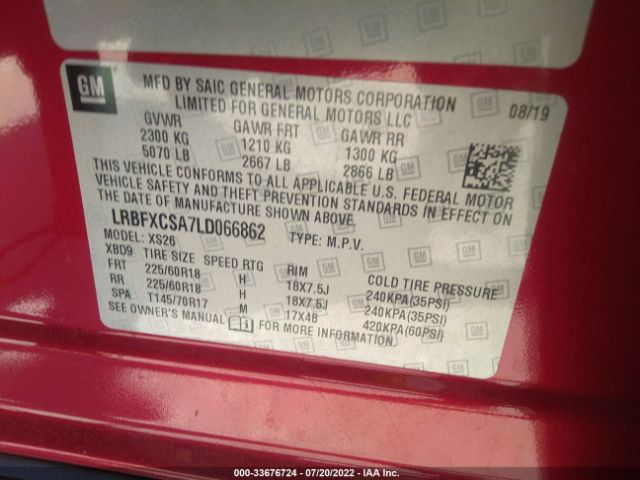 GM
MFD BY SAIC GENERAL MOTORS CORPORATION
LIMITED FOR GENERAL MOTORS LLC
08/19
GVWR GAWR FRT GAWR RR
2300 KG 1210 KG 1300 KG
5070 LB 2667 LB 2866 LB
THIS VEHICLE CONFORMS TO ALL APPLICABLE U.S. FEDERAL MOTOR
VEHICLE SAFETY AND THEFT PREVENTION STANDARDS IN EFFECT ON
THE DATE OF MANUFACTURE SHOWN ABOVE.
LRBFXCSA7LD066862 TYPE: M.P.V.
MODEL: XS26
XBD9 TIRE SIZE SPEED RTG RIM COLD TIRE PRESSURE
FRT 225/60R18 H 18X7.5J 240KPA(35PSI)
RR 225/60R18 H 18X7.5J 240KPA(35PSI)
SPA T145/70R17 M 17X4B 420KPA(60PSI)
SEE OWNER'S MANUAL FOR MORE INFORMATION.
000-33676724 - 07/20/2022 - IAA Inc.